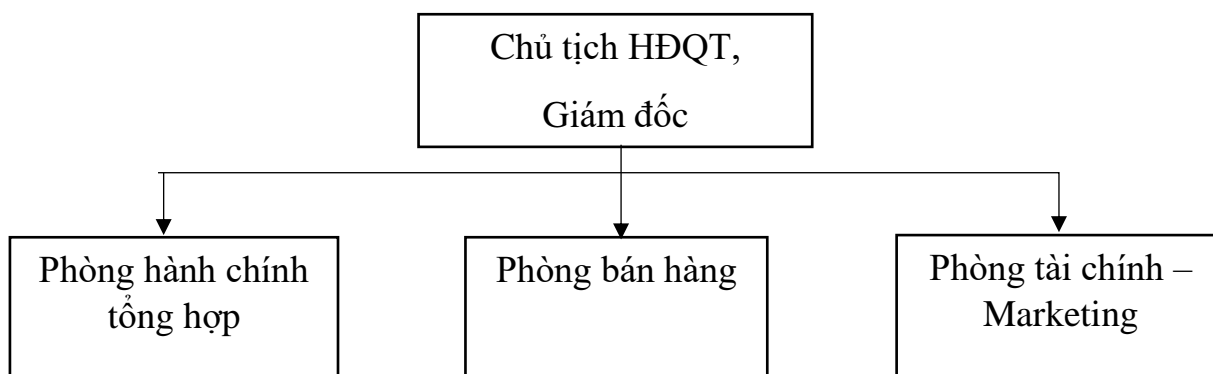 Chủ tịch HĐQT,
Giám đốc
Phòng hành chính
tổng hợp
Phòng bán hàng
Phòng tài chính –
Marketing